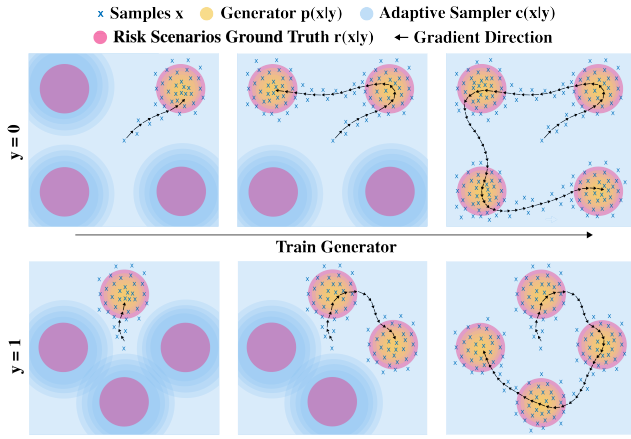 x Samples x Generator p(x|y) Adaptive Sampler c(x|y)
Risk Scenarios Ground Truth r(x|y) ← Gradient Direction
y = 0
Train Generator
y = 1